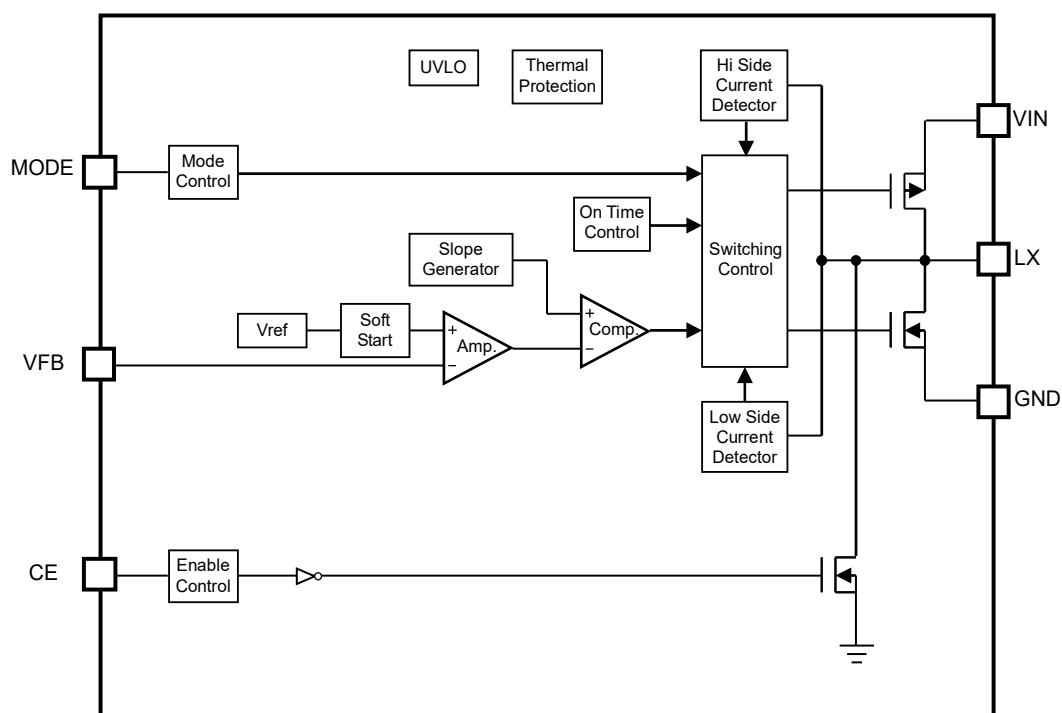 UVLO
Thermal
Protection
Hi Side
Current
Detector
VIN
MODE
Mode
Control
On Time
Control
Switching
Control
Slope
Generator
LX
Vref
Soft
Start
+
Amp.
−
+
Comp.
−
VFB
GND
Low Side
Current
Detector
CE
Enable
Control